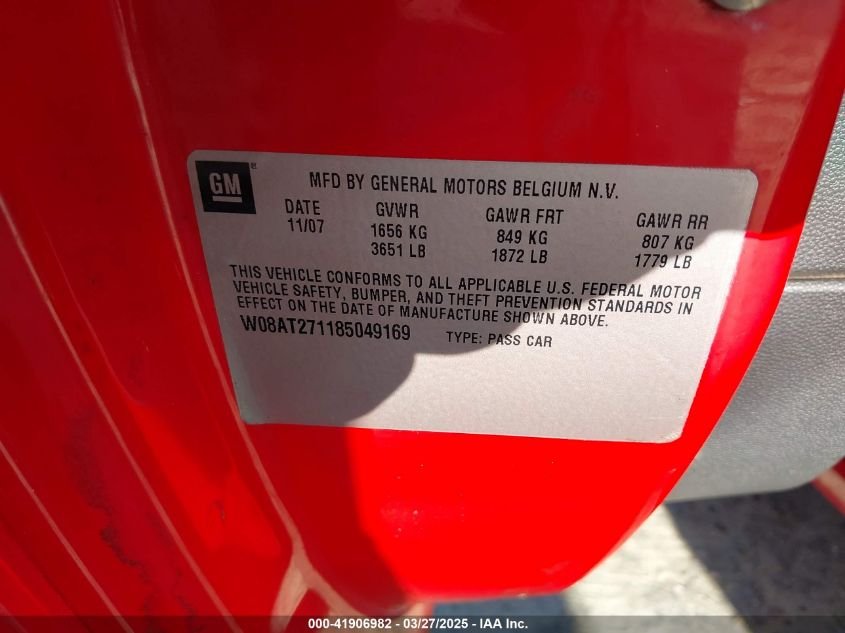 GM
MFD BY GENERAL MOTORS BELGIUM N.V.
DATE GVWR GAWR FRT GAWR RR
11/07 1656 KG 849 KG 807 KG
3651 LB 1872 LB 1779 LB
THIS VEHICLE CONFORMS TO ALL APPLICABLE U.S. FEDERAL MOTOR
VEHICLE SAFETY, BUMPER, AND THEFT PREVENTION STANDARDS IN
EFFECT ON THE DATE OF MANUFACTURE SHOWN ABOVE.
W08AT271185049169 TYPE: PASS CAR
000-41906982 — 03/27/2025 — IAA Inc.